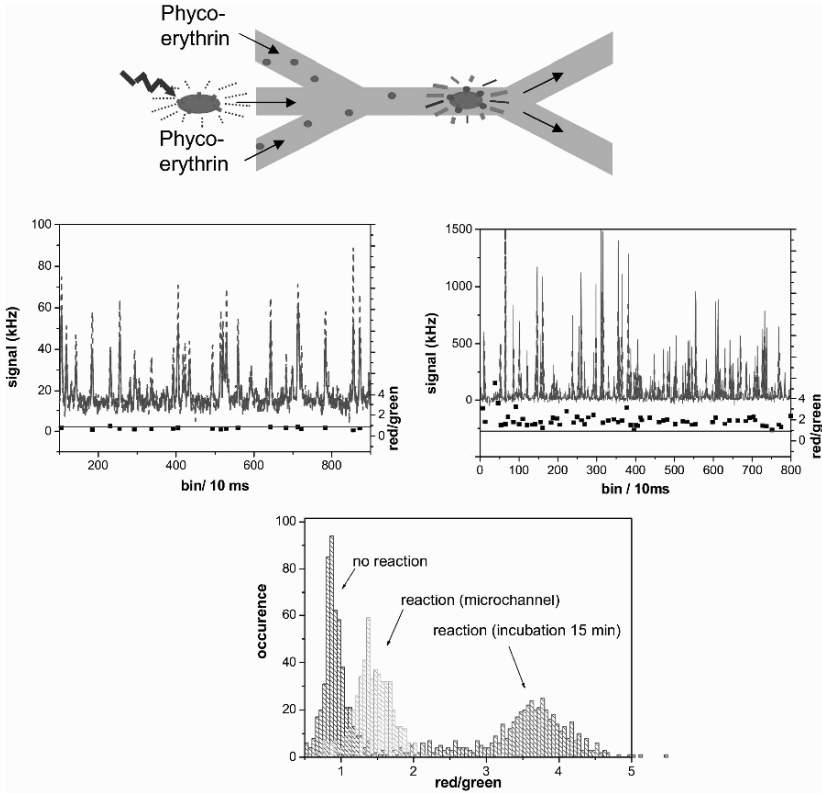 Phyco-
erythrin
Phyco-
erythrin
100
80
60
40
20
0
signal (kHz)
4
2
0
red/green
200 400 600 800
bin/ 10 ms
1500
1000
500
0
signal (kHz)
4
2
0
red/green
0 100 200 300 400 500 600 700 800
bin / 10ms
100
80
60
40
20
0
occurence
no reaction
reaction (microchannel)
reaction (incubation 15 min)
1 2 3 4 5
red/green